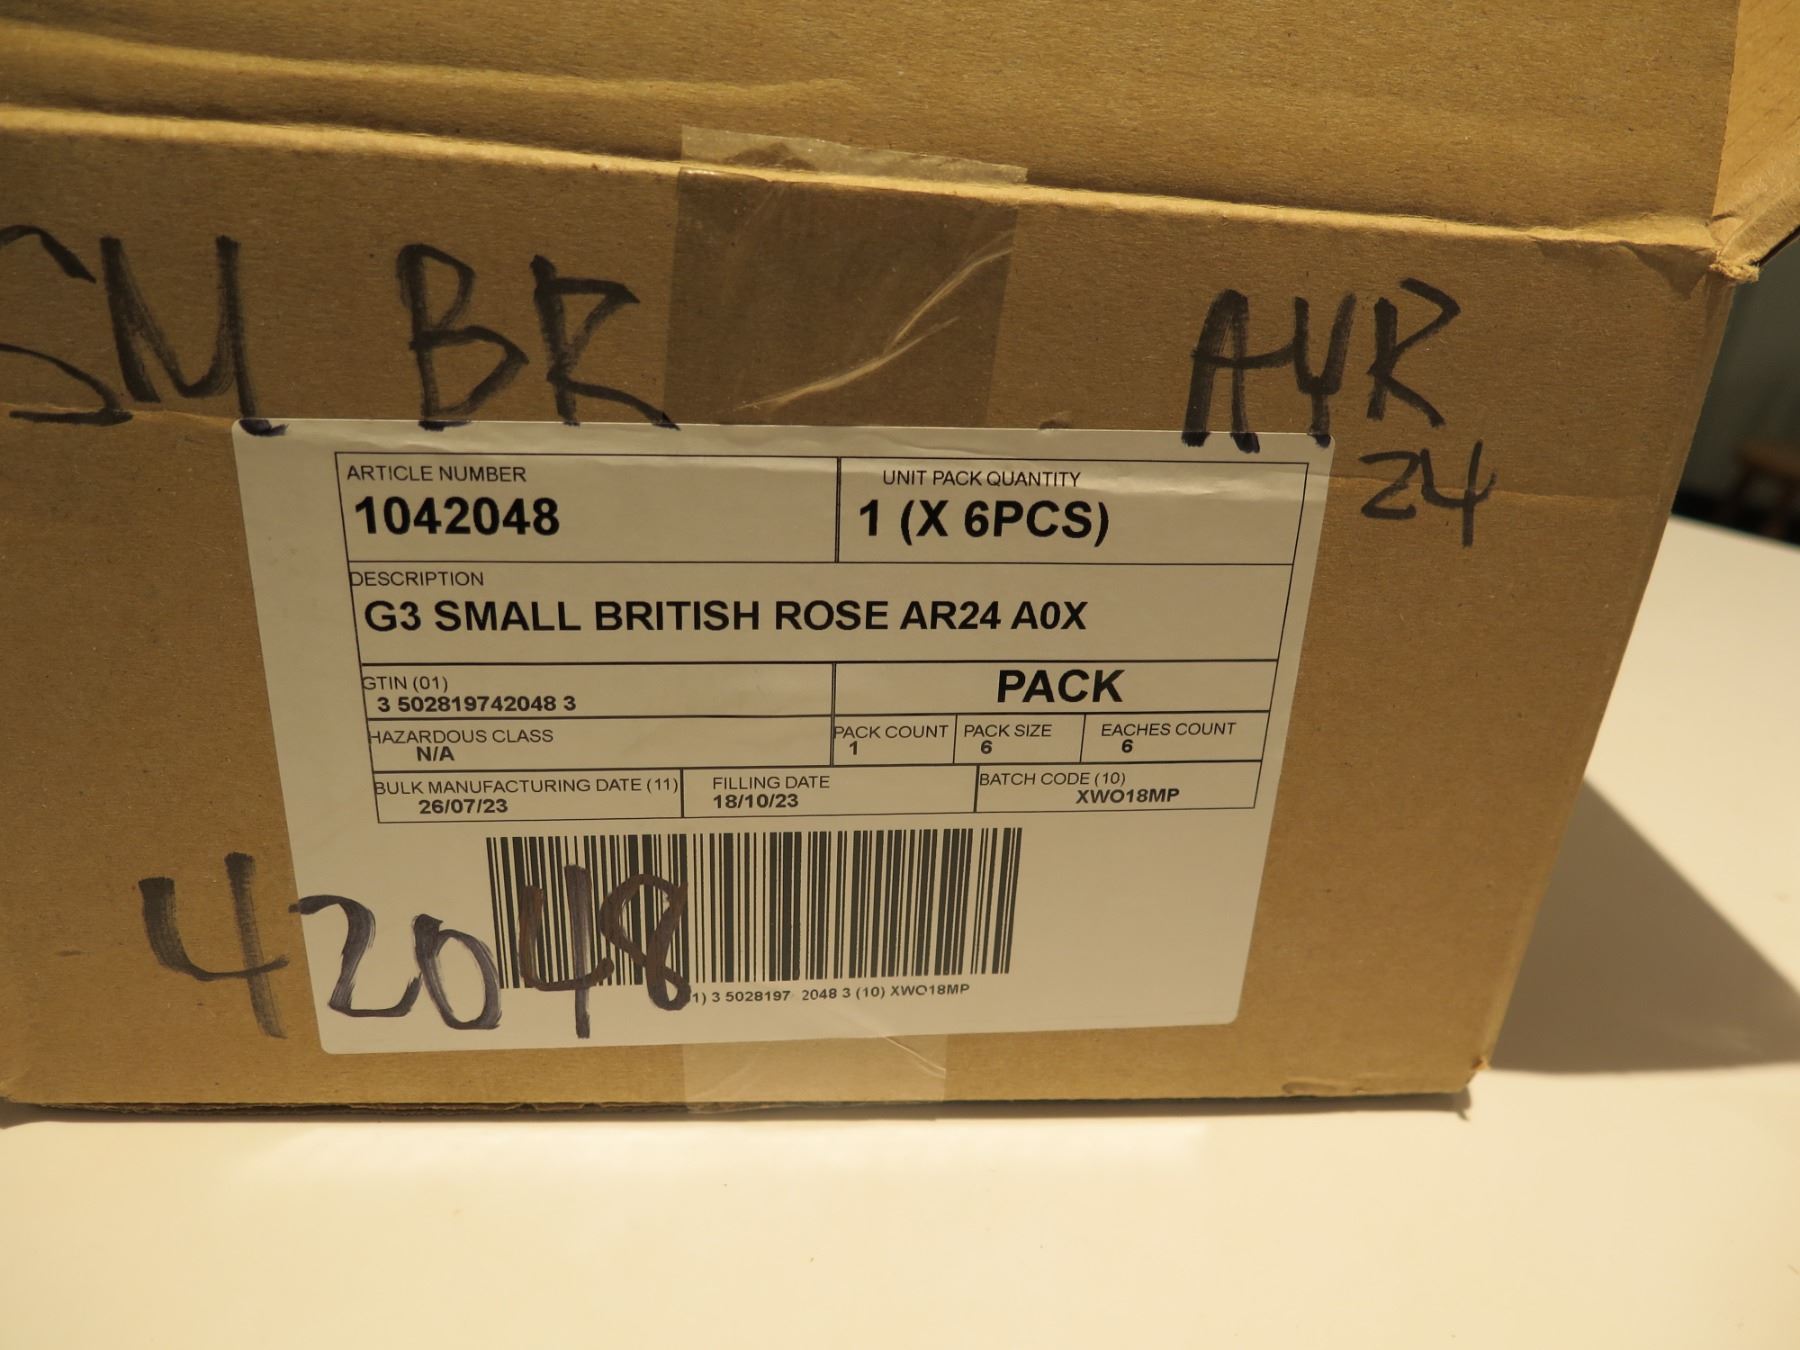 SM BR AYR
24
ARTICLE NUMBER
1042048
UNIT PACK QUANTITY
1 (X 6PCS)
DESCRIPTION
G3 SMALL BRITISH ROSE AR24 A0X
GTIN (01)
3 502819742048 3
PACK
HAZARDOUS CLASS
N/A
PACK COUNT
1
PACK SIZE
6
EACHES COUNT
6
BULK MANUFACTURING DATE (11)
26/07/23
FILLING DATE
18/10/23
BATCH CODE (10)
XWO18MP
42048
1) 3 5028197 2048 3 (10) XWO18MP